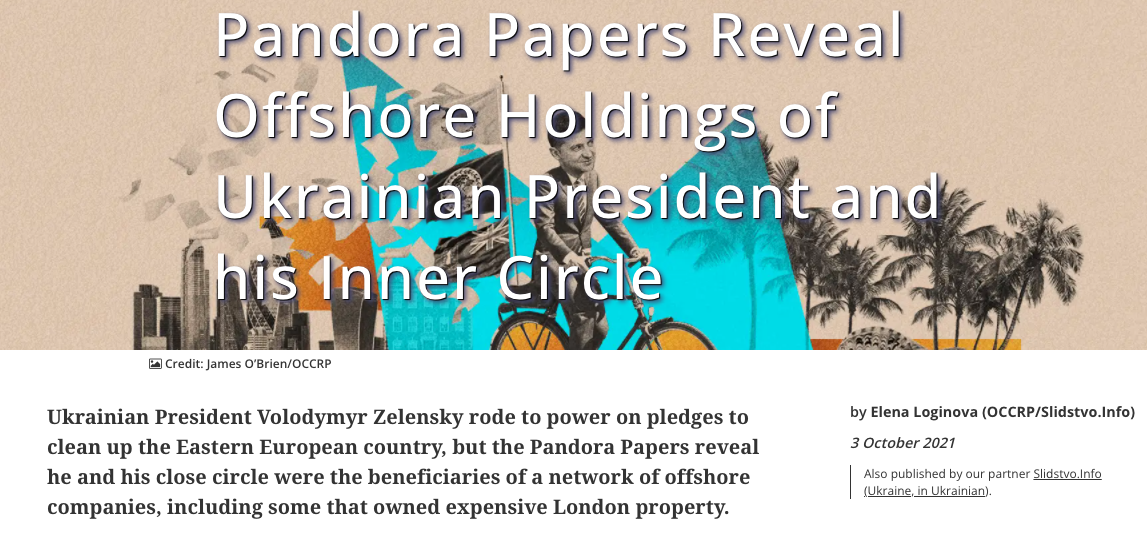 Pandora Papers Reveal
Offshore Holdings of
Ukrainian President and
his Inner Circle
Credit: James O’Brien/OCCRP
Ukrainian President Volodymyr Zelensky rode to power on pledges to
clean up the Eastern European country, but the Pandora Papers reveal
he and his close circle were the beneficiaries of a network of offshore
companies, including some that owned expensive London property.
by Elena Loginova (OCCRP/Slidstvo.Info)
3 October 2021
Also published by our partner Slidstvo.Info
(Ukraine, in Ukrainian).